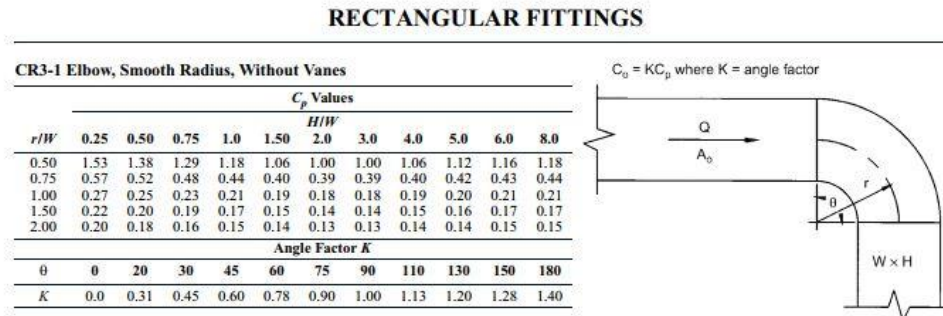 RECTANGULAR FITTINGS
CR3-1 Elbow, Smooth Radius, Without Vanes
C_p Values
H/W
r/W 0.25 0.50 0.75 1.0 1.50 2.0 3.0 4.0 5.0 6.0 8.0
0.50 1.53 1.38 1.29 1.18 1.06 1.00 1.00 1.06 1.12 1.16 1.18
0.75 0.57 0.52 0.48 0.44 0.40 0.39 0.39 0.40 0.42 0.43 0.44
1.00 0.27 0.25 0.23 0.21 0.19 0.18 0.18 0.19 0.20 0.21 0.21
1.50 0.22 0.20 0.19 0.17 0.15 0.14 0.14 0.15 0.16 0.17 0.17
2.00 0.20 0.18 0.16 0.15 0.14 0.13 0.13 0.14 0.14 0.15 0.15
Angle Factor K
θ 0 20 30 45 60 75 90 110 130 150 180
K 0.0 0.31 0.45 0.60 0.78 0.90 1.00 1.13 1.20 1.28 1.40
C_o = KC_p where K = angle factor
Q
A_o
r
θ
W × H